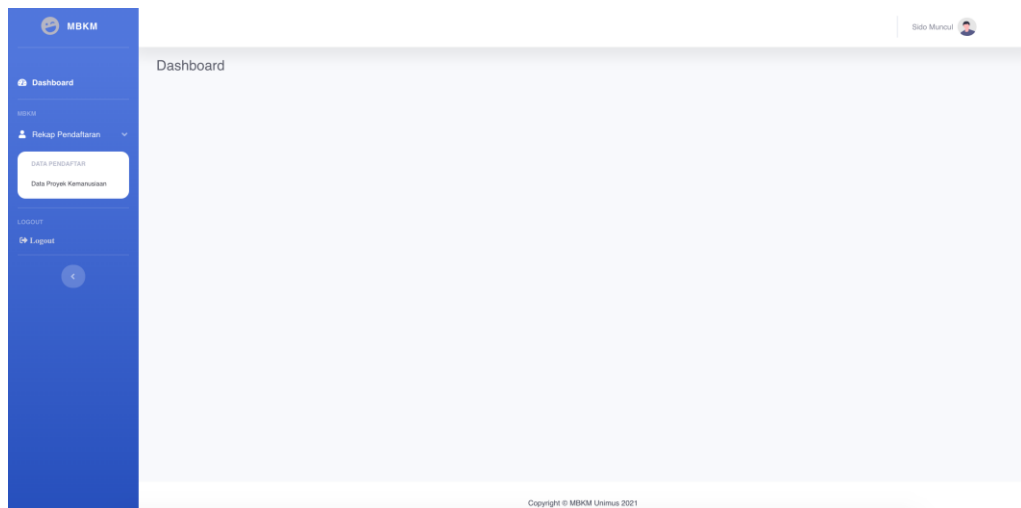 MBKM
Sido Muncul
Dashboard
Dashboard
MBKM
Rekap Pendaftaran
DATA PENDAFTAR
Data Proyek Kemanusiaan
LOGOUT
Logout
Copyright © MBKM Unimus 2021